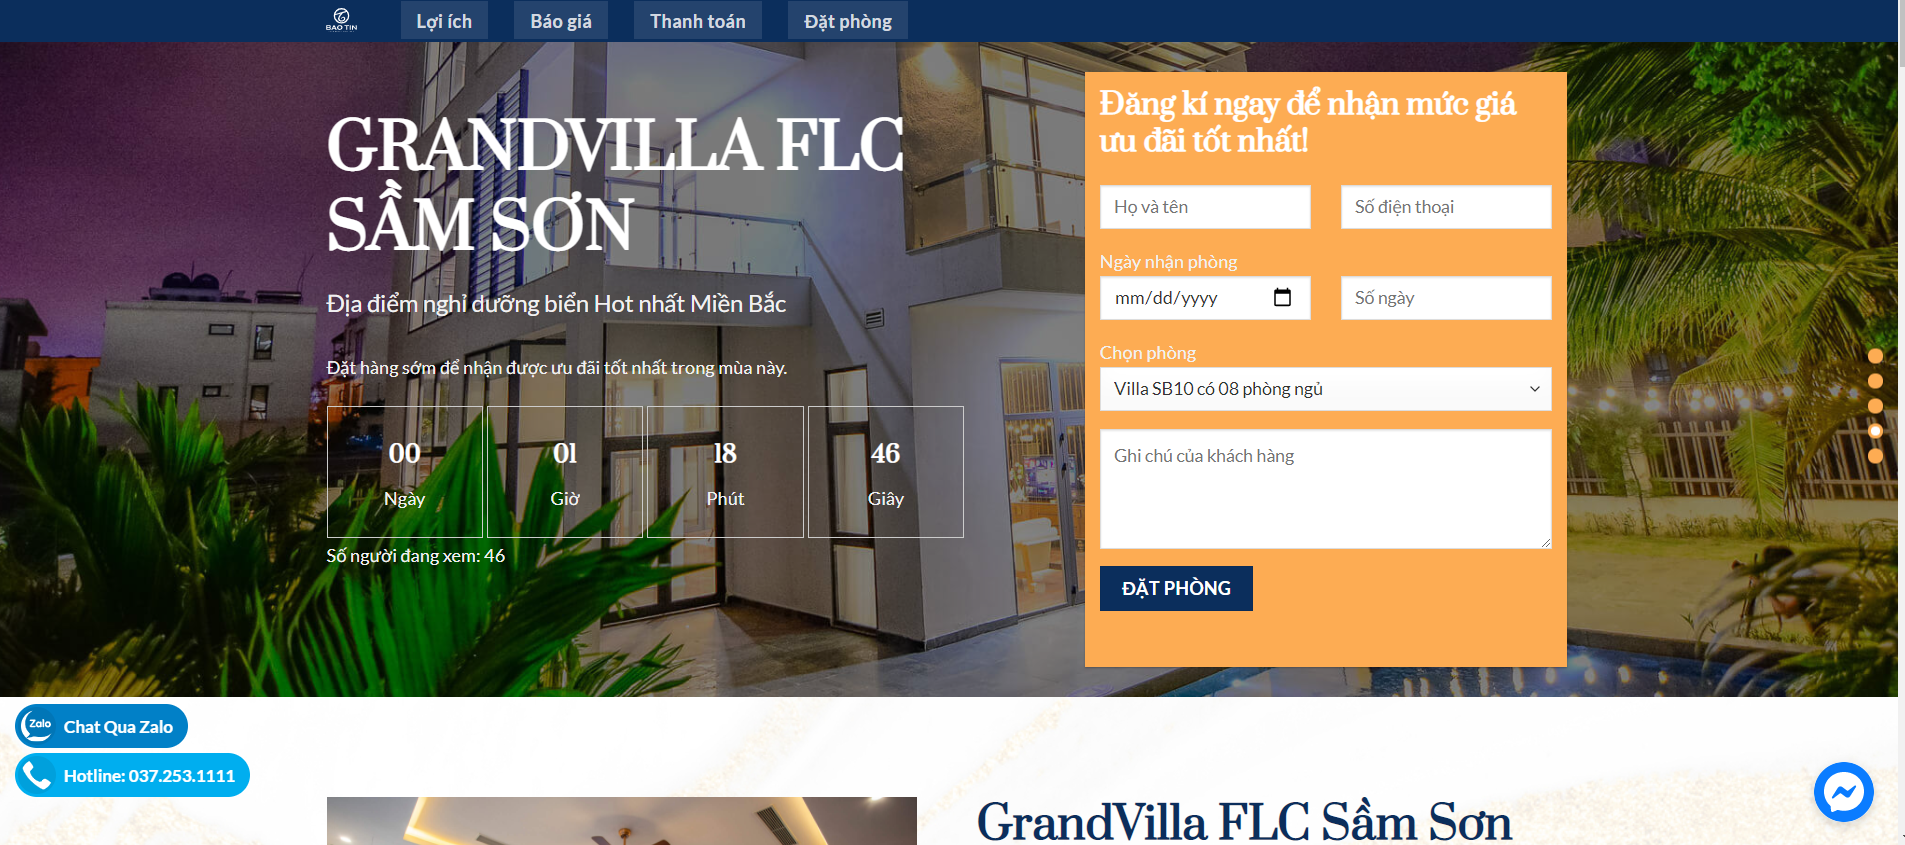 BAO TIN
Lợi ích
Báo giá
Thanh toán
Đặt phòng
GRANDVILLA FLC
SẦM SƠN
Địa điểm nghỉ dưỡng biển Hot nhất Miền Bắc
Đặt hàng sớm để nhận được ưu đãi tốt nhất trong mùa này.
00
01
18
46
Ngày
Giờ
Phút
Giây
Số người đang xem: 46
Đăng kí ngay để nhận mức giá
ưu đãi tốt nhất!
Họ và tên
Số điện thoại
Ngày nhận phòng
mm/dd/yyyy
Số ngày
Chọn phòng
Villa SB10 có 08 phòng ngủ
Ghi chú của khách hàng
ĐẶT PHÒNG
Zalo
Chat Qua Zalo
Hotline: 037.253.1111
GrandVilla FLC Sầm Sơn